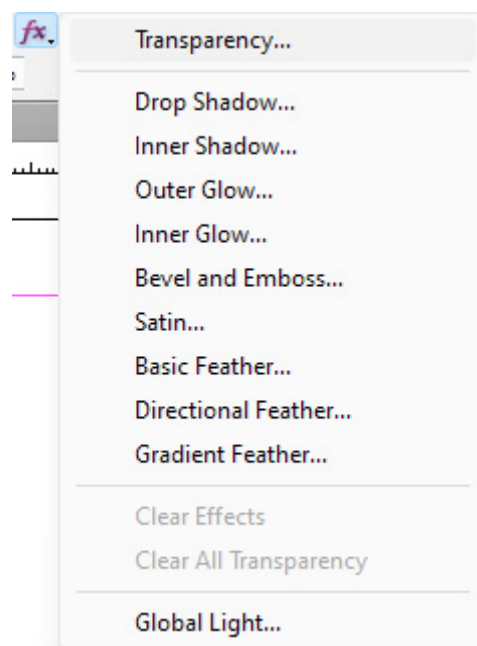 fx.
Transparency...
Drop Shadow...
Inner Shadow...
Outer Glow...
Inner Glow...
Bevel and Emboss...
Satin...
Basic Feather...
Directional Feather...
Gradient Feather...
Clear Effects
Clear All Transparency
Global Light...